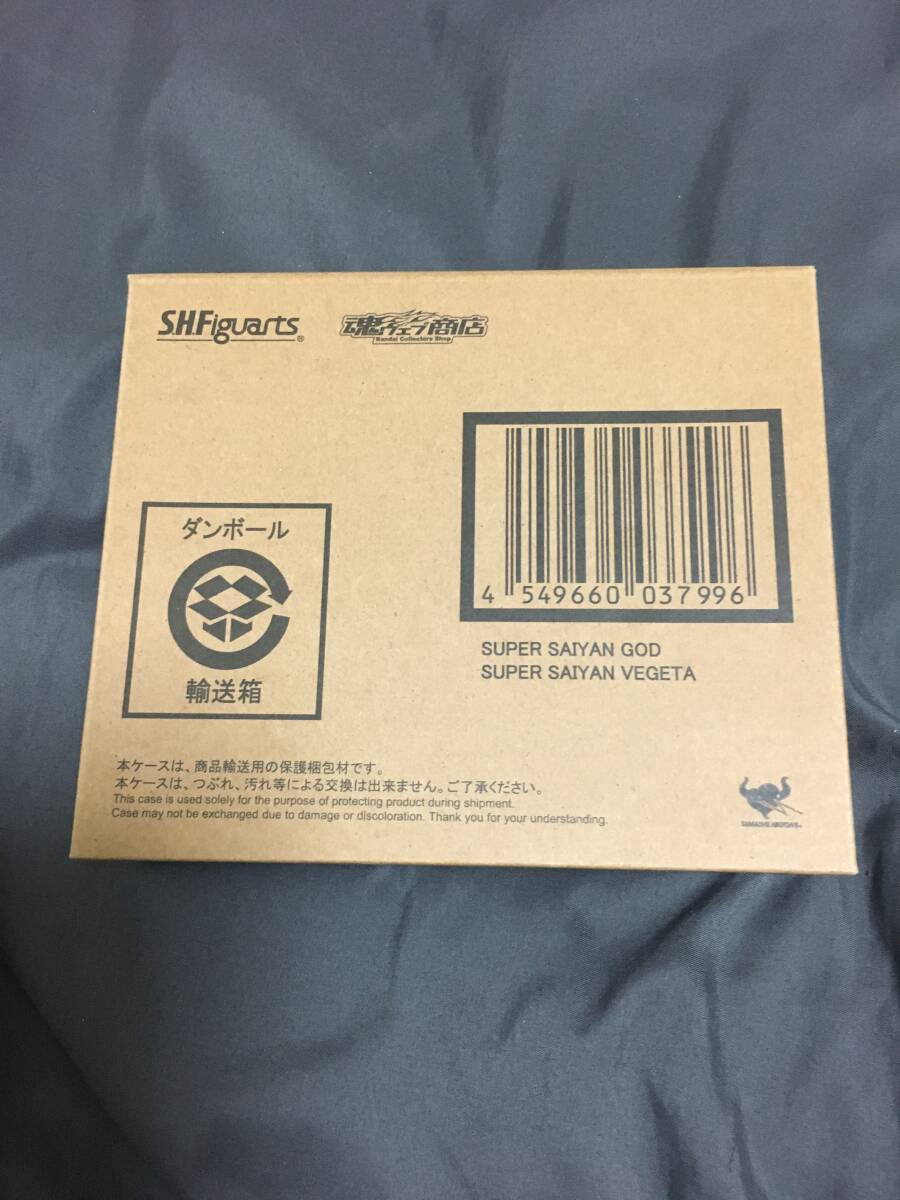 S.H.Figuarts®
魂ウェブ商店
Bandai Collectors Shop
4 549660 037996
SUPER SAIYAN GOD
SUPER SAIYAN VEGETA
ダンボール
輸送箱
本ケースは、商品輸送用の保護梱包材です。
本ケースは、つぶれ、汚れ等による交換は出来ません。ご了承ください。
This case is used solely for the purpose of protecting product during shipment.
Case may not be exchanged due to damage or discoloration. Thank you for your understanding.
TAMASHII NATIONS